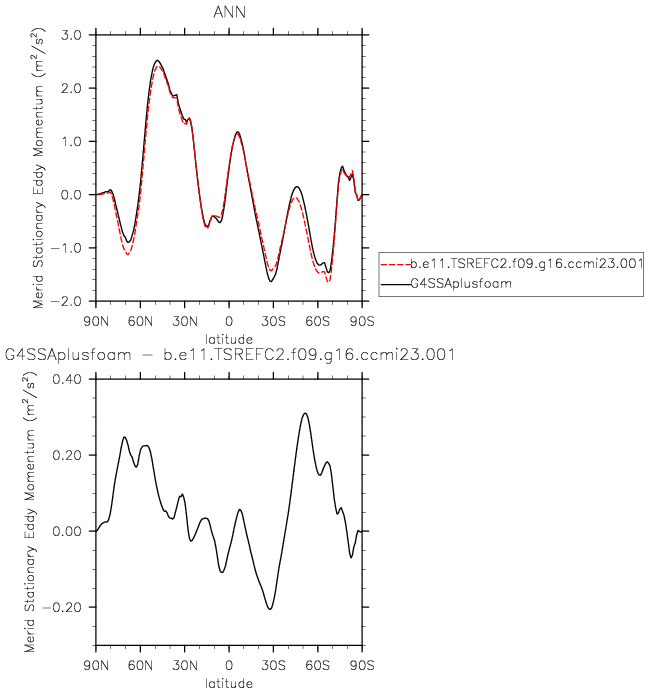 ANN
Merid Stationary Eddy Momentum (m²/s²)
3.0
2.0
1.0
0.0
−1.0
−2.0
90N 60N 30N 0 30S 60S 90S
latitude
b.e11.TSREFC2.f09.g16.ccmi23.001
G4SSAplusfoam
G4SSAplusfoam − b.e11.TSREFC2.f09.g16.ccmi23.001
Merid Stationary Eddy Momentum (m²/s²)
0.40
0.20
0.00
−0.20
90N 60N 30N 0 30S 60S 90S
latitude